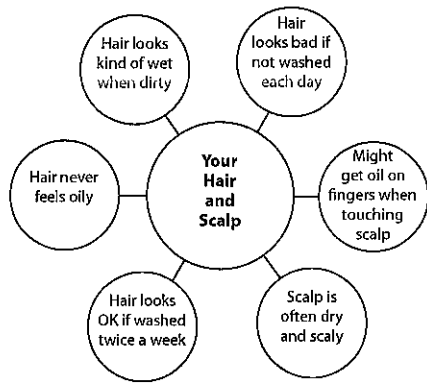 Hair looks
kind of wet
when dirty
Hair
looks bad if
not washed
each day
Hair never
feels oily
Your
Hair
and
Scalp
Might
get oil on
fingers when
touching
scalp
Hair looks
OK if washed
twice a week
Scalp is
often dry
and scaly